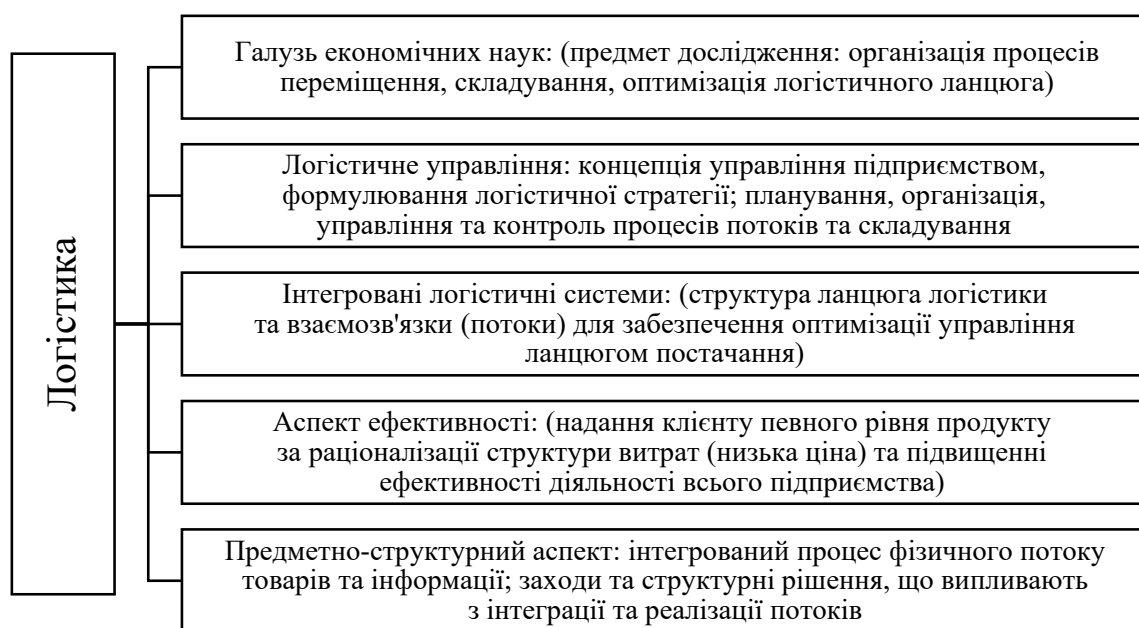 Логістика
Галузь економічних наук: (предмет дослідження: організація процесів
переміщення, складування, оптимізація логістичного ланцюга)
Логістичне управління: концепція управління підприємством,
формулювання логістичної стратегії; планування, організація,
управління та контроль процесів потоків та складування
Інтегровані логістичні системи: (структура ланцюга логістики
та взаємозв'язки (потоки) для забезпечення оптимізації управління
ланцюгом постачання)
Аспект ефективності: (надання клієнту певного рівня продукту
за раціоналізації структури витрат (низька ціна) та підвищенні
ефективності діяльності всього підприємства)
Предметно-структурний аспект: інтегрований процес фізичного потоку
товарів та інформації; заходи та структурні рішення, що випливають
з інтеграції та реалізації потоків